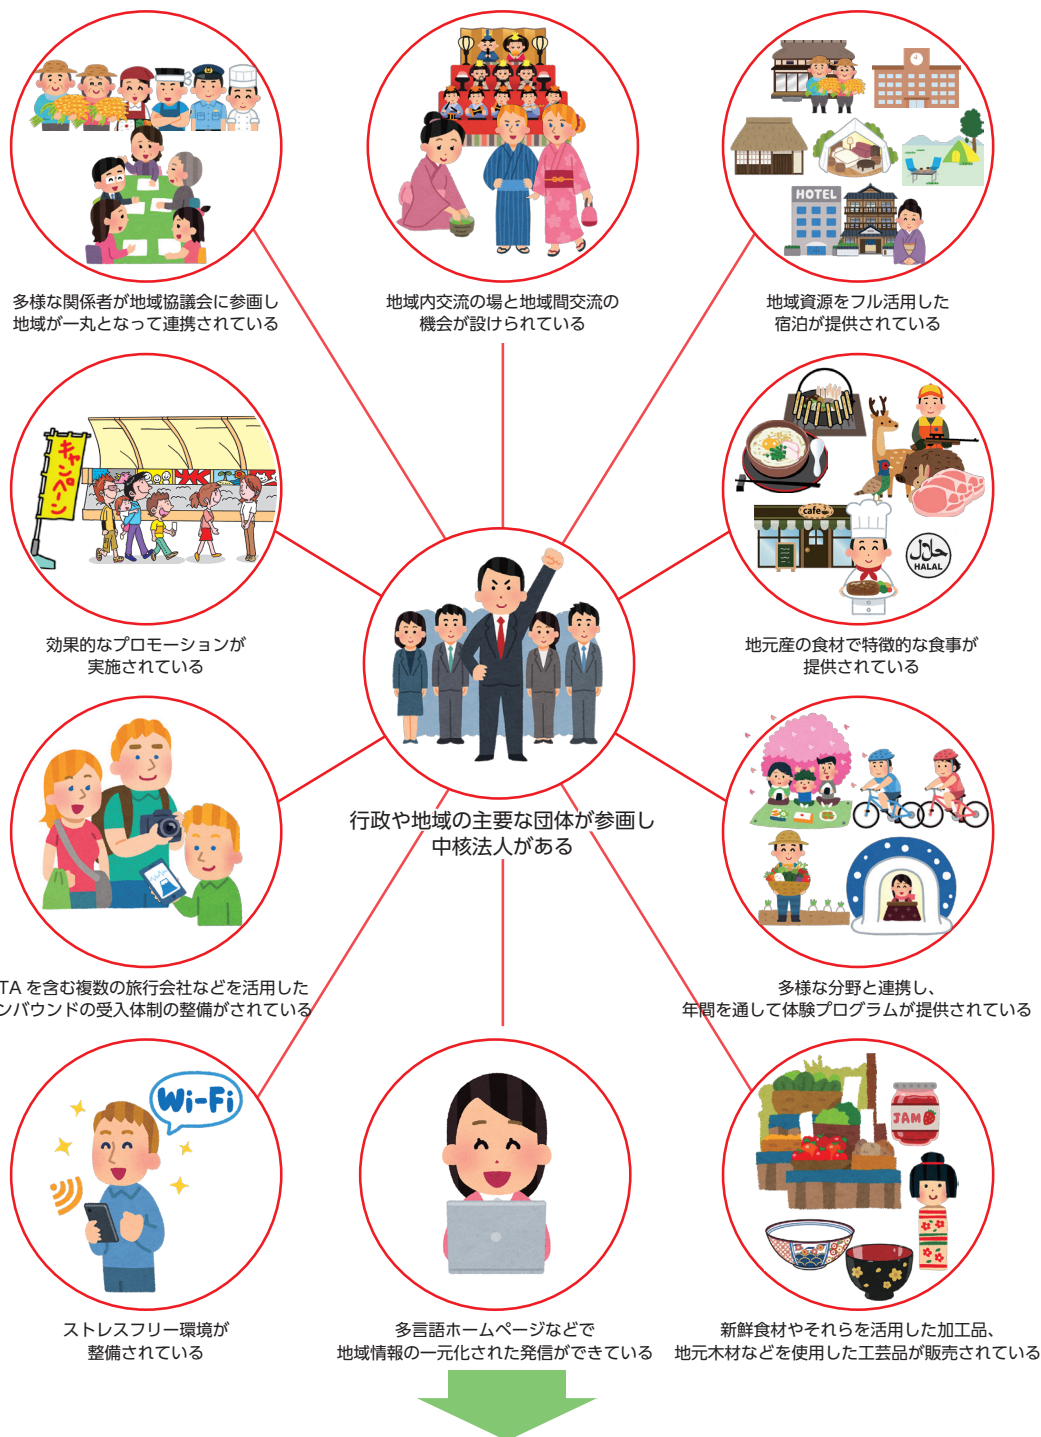 HOTEL
多様な関係者が地域協議会に参画し
地域が一丸となって連携されている
地域内交流の場と地域間交流の
機会が設けられている
地域資源をフル活用した
宿泊が提供されている
キャンペーン
cafe
حلال
HALAL
効果的なプロモーションが
実施されている
地元産の食材で特徴的な食事が
提供されている
行政や地域の主要な団体が参画し
中核法人がある
TA を含む複数の旅行会社などを活用した
ンバウンドの受入体制の整備がされている
多様な分野と連携し、
年間を通して体験プログラムが提供されている
Wi-Fi
JAM
ストレスフリー環境が
整備されている
多言語ホームページなどで
地域情報の一元化された発信ができている
新鮮食材やそれらを活用した加工品、
地元木材などを使用した工芸品が販売されている